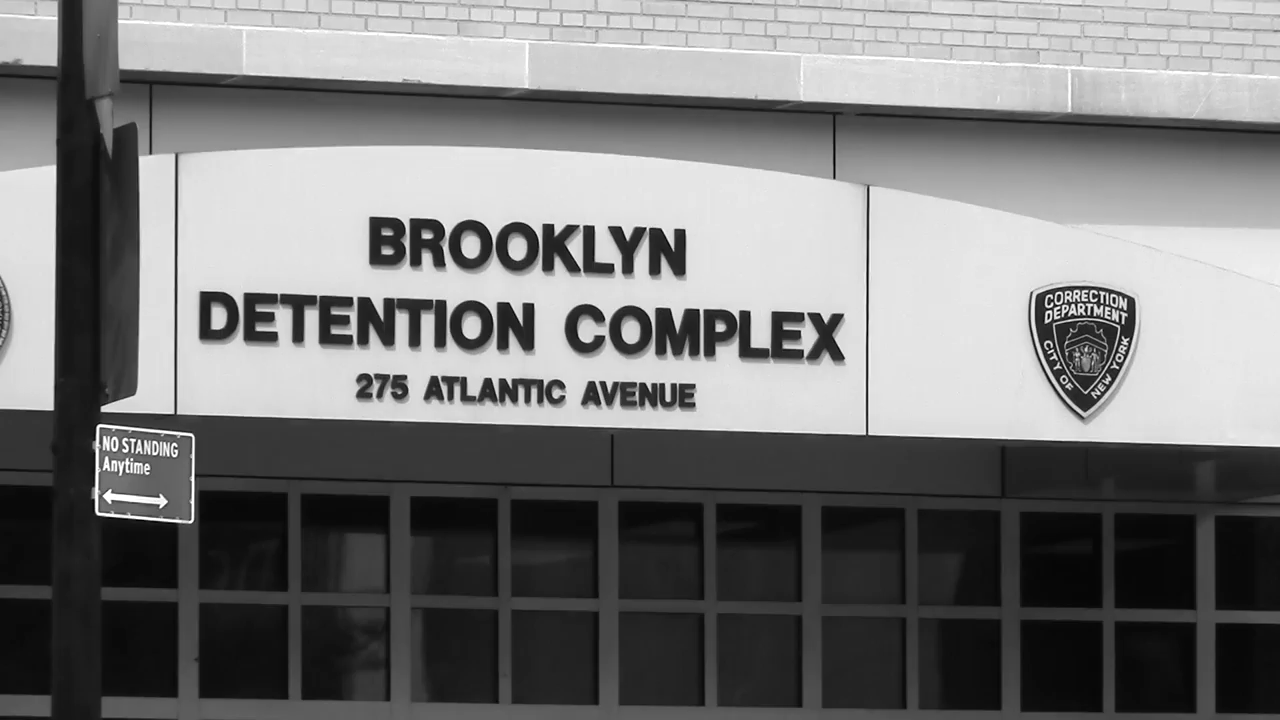 BROOKLYN
DETENTION COMPLEX
275 ATLANTIC AVENUE
CORRECTION
DEPARTMENT
CITY OF NEW YORK
NO STANDING
Anytime